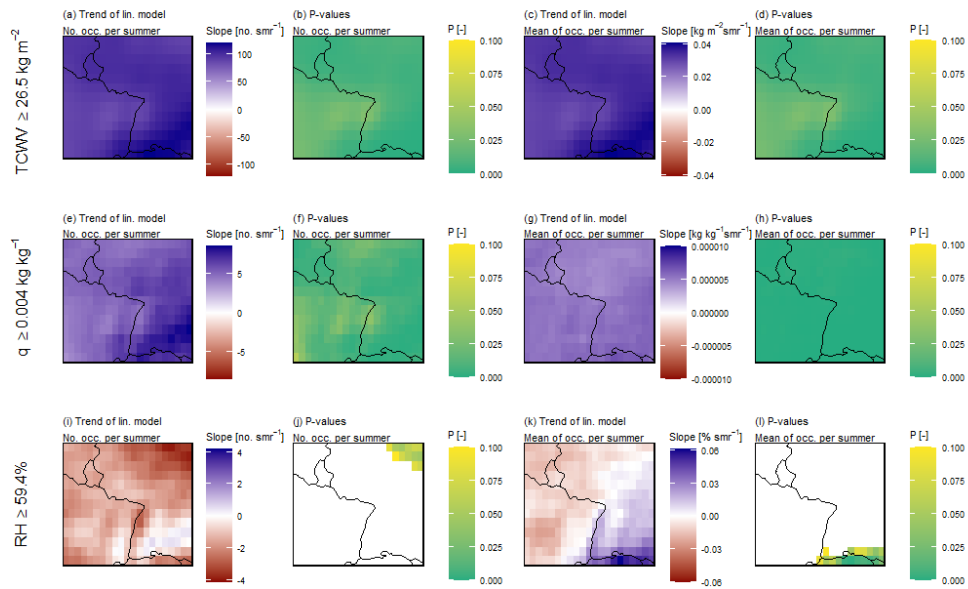 (a) Trend of lin. model
No. occ. per summer
Slope [no. smr⁻¹]
100
50
0
-50
-100
(b) P-values
No. occ. per summer
P [-]
0.100
0.075
0.050
0.025
0.000
(c) Trend of lin. model
Mean of occ. per summer
Slope [kg m⁻²smr⁻¹]
0.04
0.02
0.00
-0.02
-0.04
(d) P-values
Mean of occ. per summer
P [-]
0.100
0.075
0.050
0.025
0.000
TCWV ≥ 26.5 kg m⁻²
(e) Trend of lin. model
No. occ. per summer
Slope [no. smr⁻¹]
5
0
-5
(f) P-values
No. occ. per summer
P [-]
0.100
0.075
0.050
0.025
0.000
(g) Trend of lin. model
Mean of occ. per summer
Slope [kg kg⁻¹smr⁻¹]
0.000010
0.000005
0.000000
-0.000005
-0.000010
(h) P-values
Mean of occ. per summer
P [-]
0.100
0.075
0.050
0.025
0.000
q ≥ 0.004 kg kg⁻¹
(i) Trend of lin. model
No. occ. per summer
Slope [no. smr⁻¹]
4
2
0
-2
-4
(j) P-values
No. occ. per summer
P [-]
0.100
0.075
0.050
0.025
0.000
(k) Trend of lin. model
Mean of occ. per summer
Slope [% smr⁻¹]
0.06
0.03
0.00
-0.03
-0.06
(l) P-values
Mean of occ. per summer
P [-]
0.100
0.075
0.050
0.025
0.000
RH ≥ 59.4%